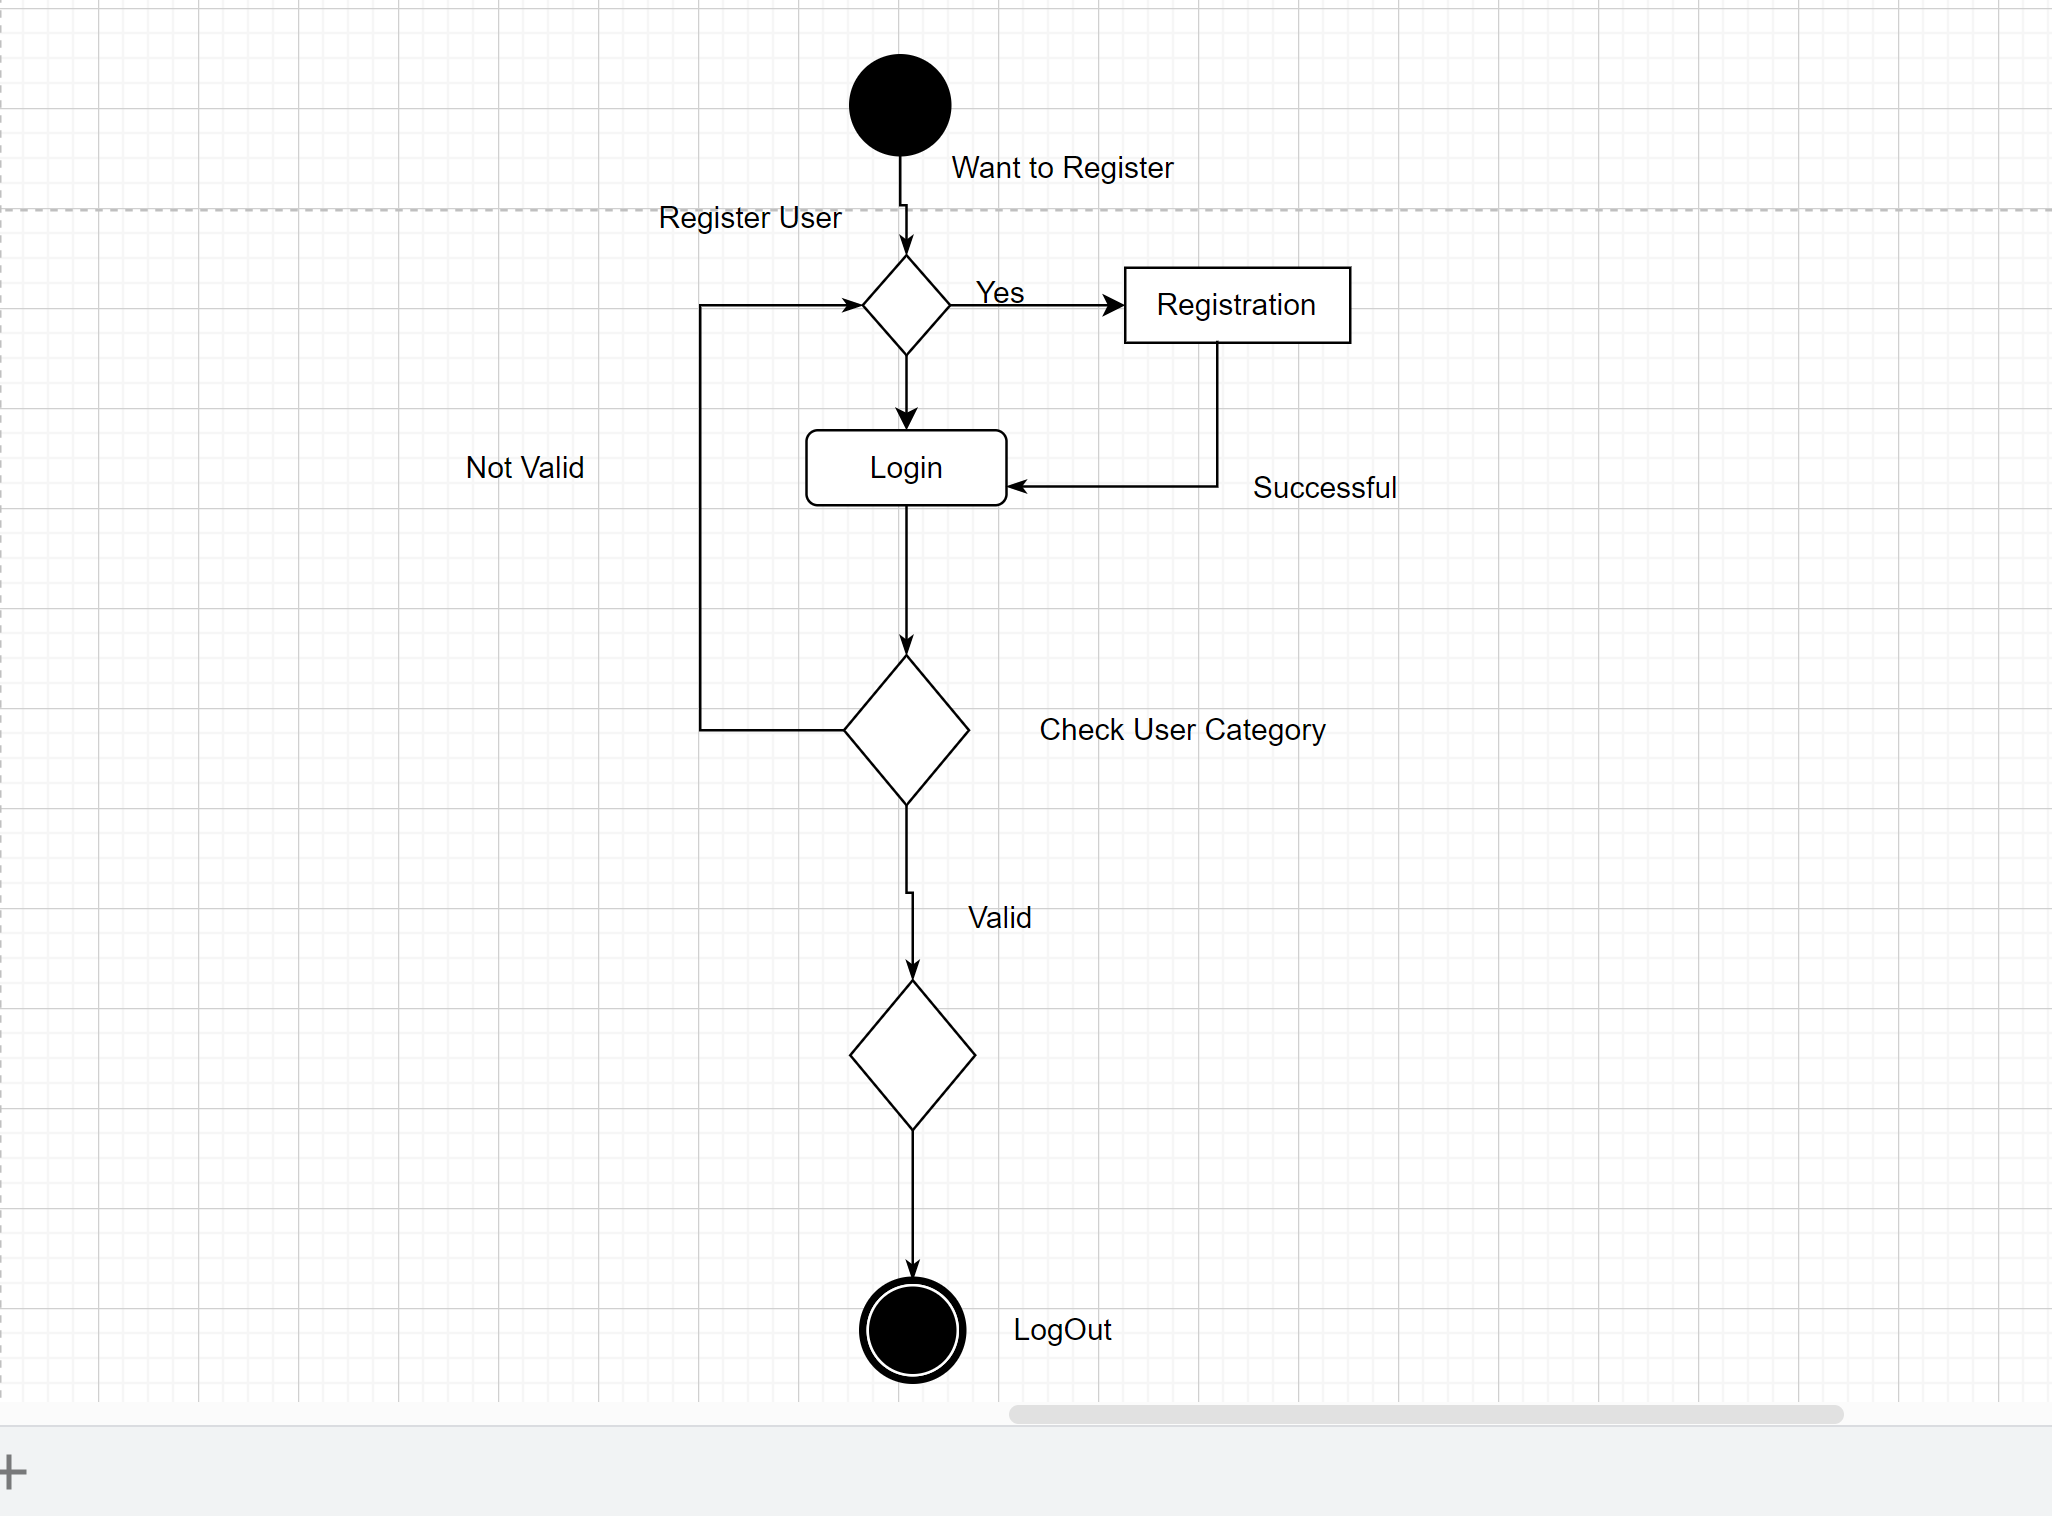 Want to Register
Register User
Yes
Registration
Not Valid
Login
Successful
Check User Category
Valid
LogOut